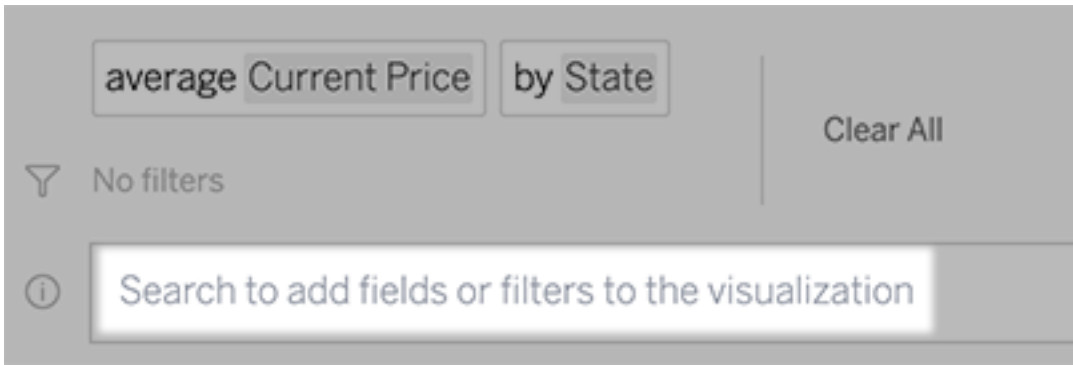 average Current Price by State
Clear All
No filters
Search to add fields or filters to the visualization